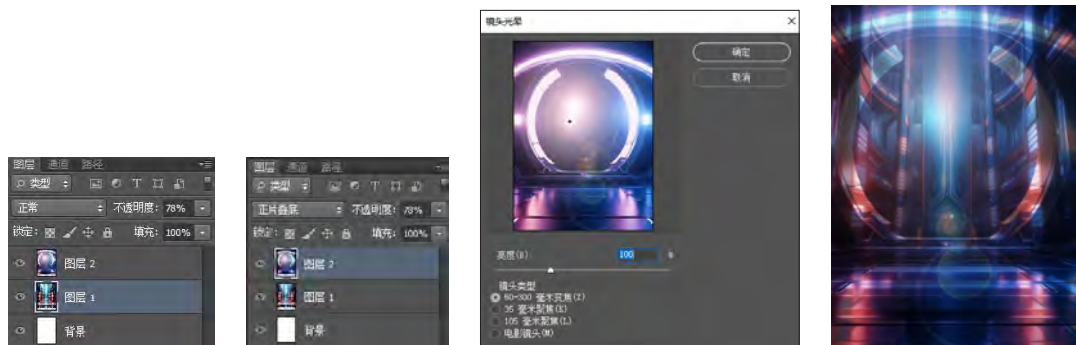 图层 通道 路径
类型
正常 不透明度: 78%
锁定: 填充: 100%
图层 2
图层 1
背景
图层 通道 路径
类型
正片叠底 不透明度: 78%
锁定: 填充: 100%
图层 2
图层 1
背景
镜头光晕
确定
取消
亮度(B): 100 %
镜头类型
50-300 毫米变焦(Z)
35 毫米聚焦(K)
105 毫米聚焦(L)
电影镜头(M)